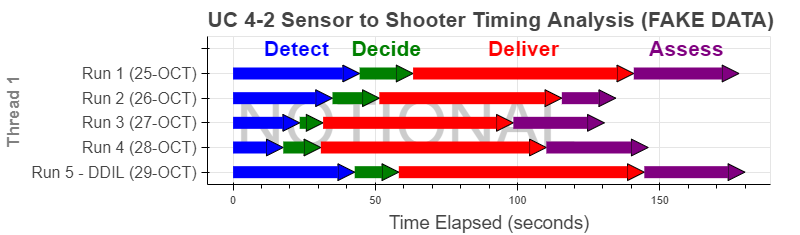 UC 4-2 Sensor to Shooter Timing Analysis (FAKE DATA)
Detect Decide Deliver Assess
Thread 1
Run 1 (25-OCT)
Run 2 (26-OCT)
Run 3 (27-OCT)
Run 4 (28-OCT)
Run 5 - DDIL (29-OCT)
NOTIONAL
0 50 100 150
Time Elapsed (seconds)